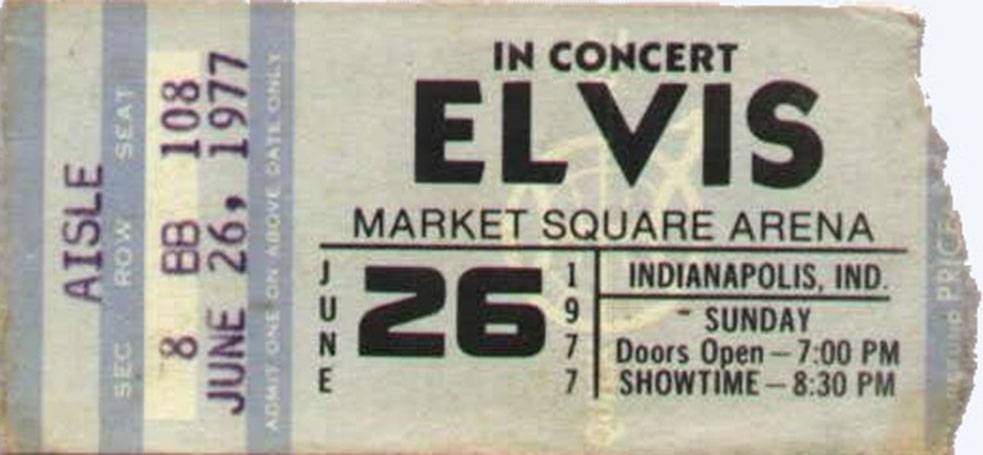 AISLE
SEC. ROW SEAT
8 BB 108
JUNE 26, 1977
ADMIT ONE ON ABOVE DATE ONLY
IN CONCERT
ELVIS
MARKET SQUARE ARENA
JUNE
26
1977
INDIANAPOLIS, IND.
SUNDAY
Doors Open – 7:00 PM
SHOWTIME – 8:30 PM
PRICE